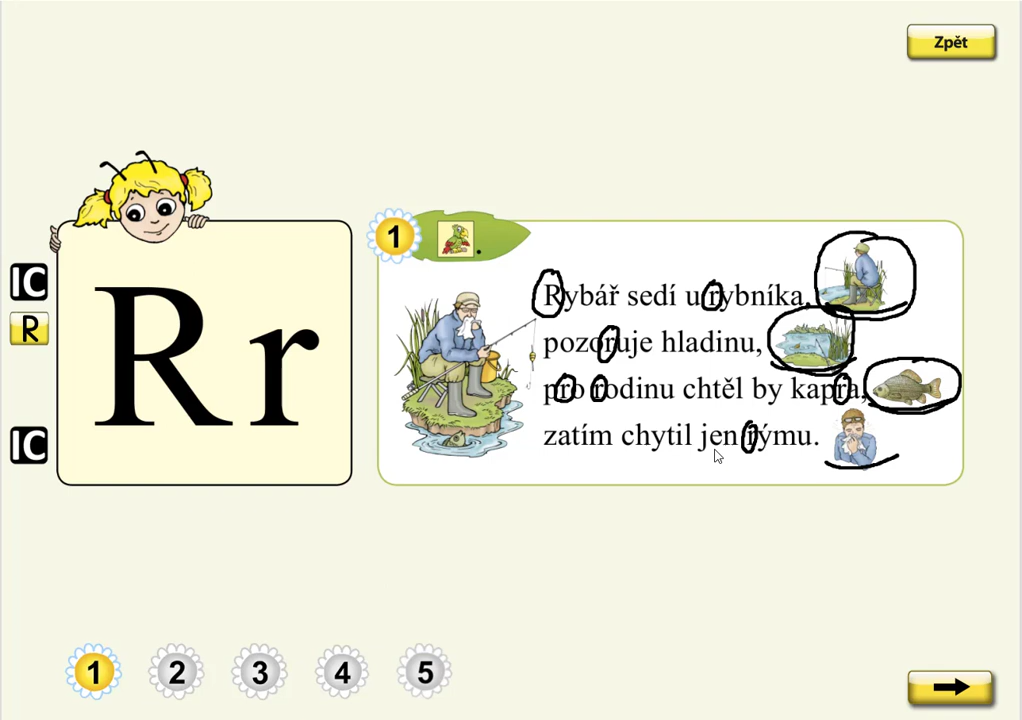 Zpět
1
.
IC
R
IC
Rr
Rybář sedí u rybníka,
pozoruje hladinu,
pro rodinu chtěl by kapra,
zatím chytil jen rýmu.
1 2 3 4 5